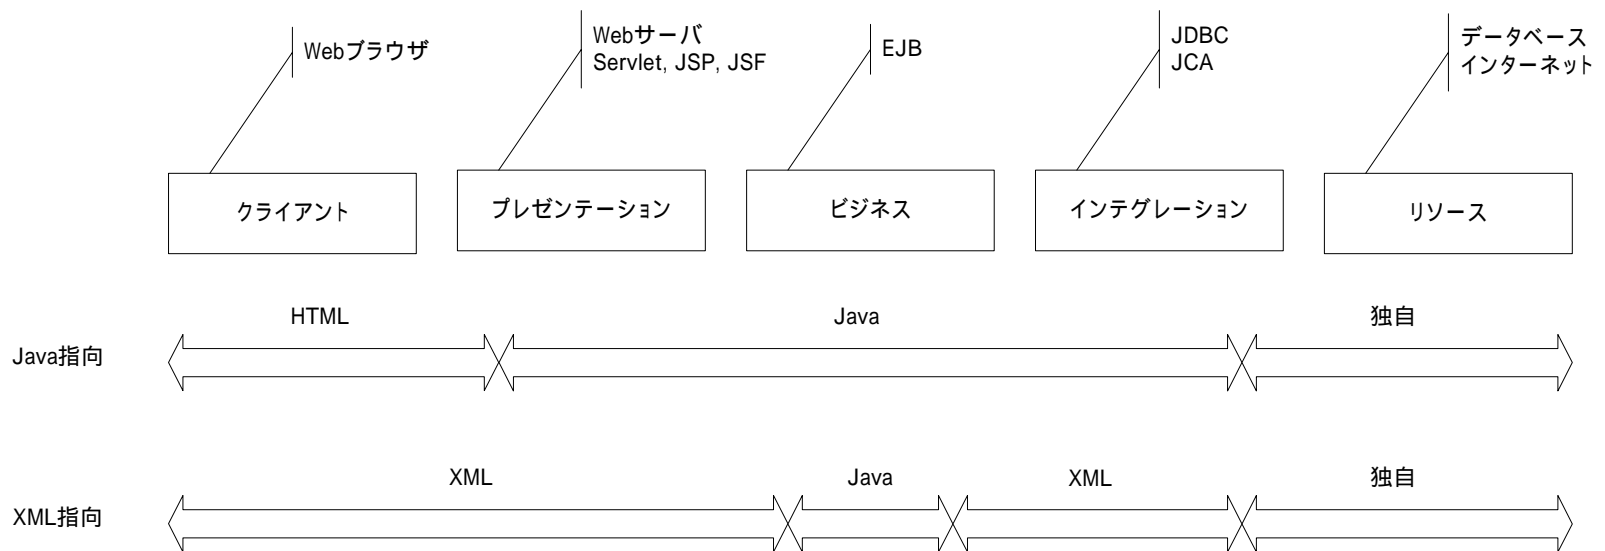 Webブラウザ
Webサーバ
Servlet, JSP, JSF
EJB
JDBC
JCA
データベース
インターネット
クライアント
プレゼンテーション
ビジネス
インテグレーション
リソース
HTML
Java
独自
Java指向
XML
Java
XML
独自
XML指向